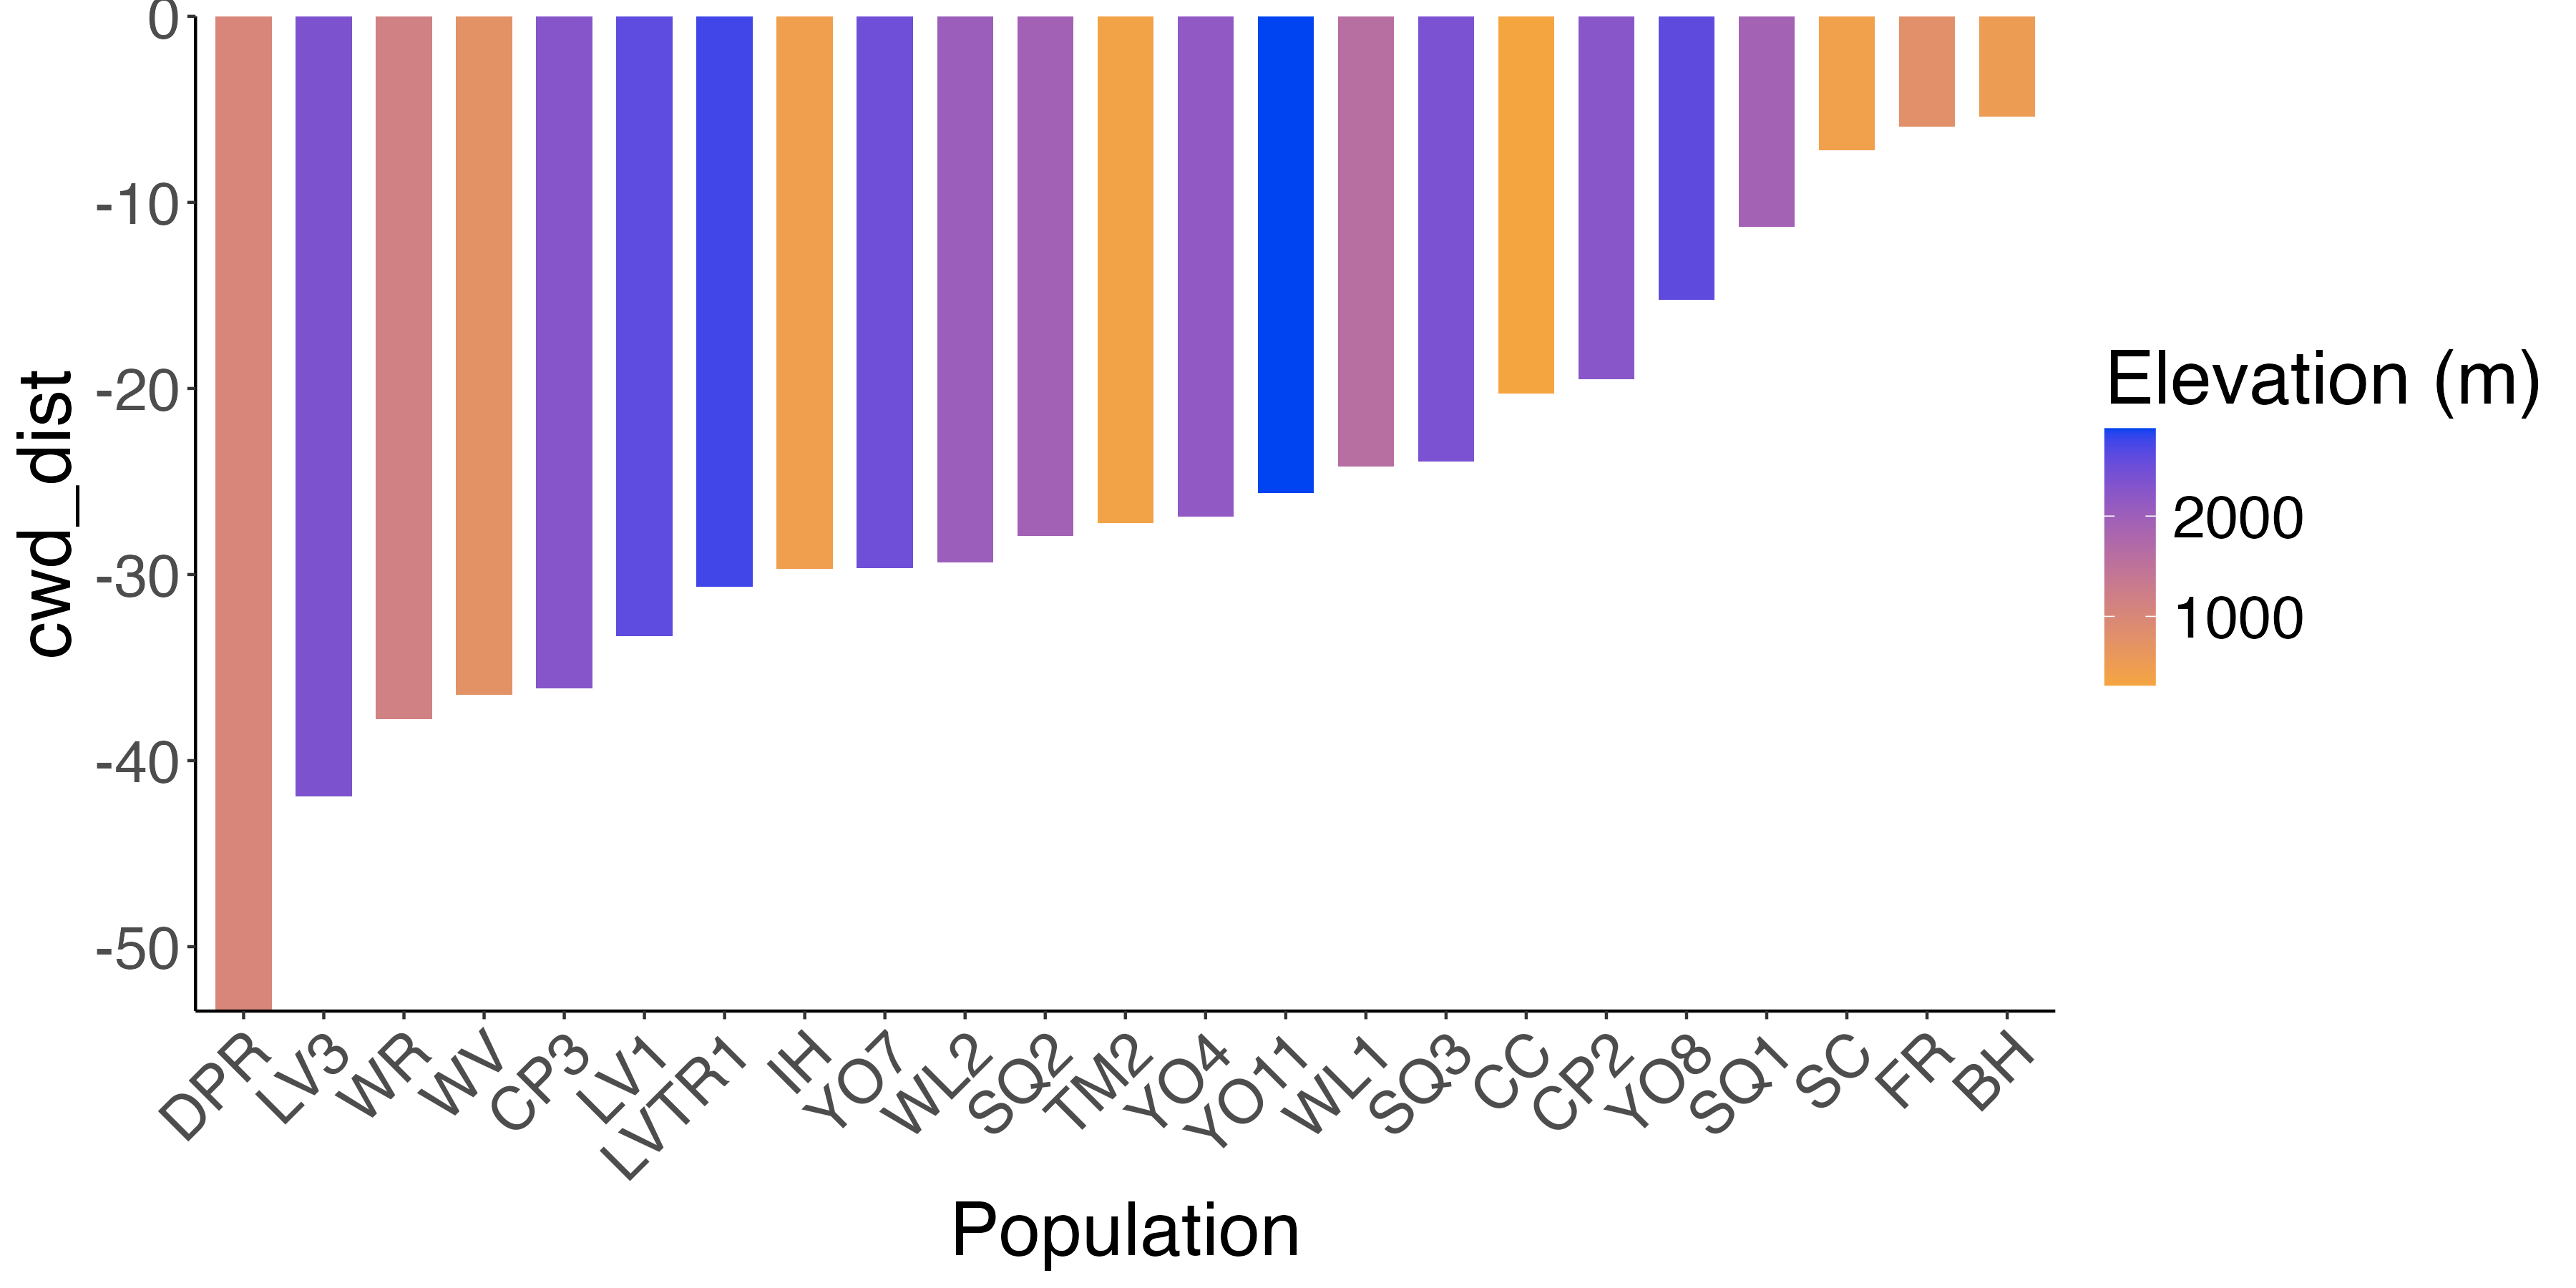 cwd_dist
0
-10
-20
-30
-40
-50
DPR
LV3
WR
WV
CP3
LV1
LVTR1
IH
YO7
WL2
SQ2
TM2
YO4
YO11
WL1
SQ3
CC
CP2
YO8
SQ1
SC
FR
BH
Population
Elevation (m)
2000
1000